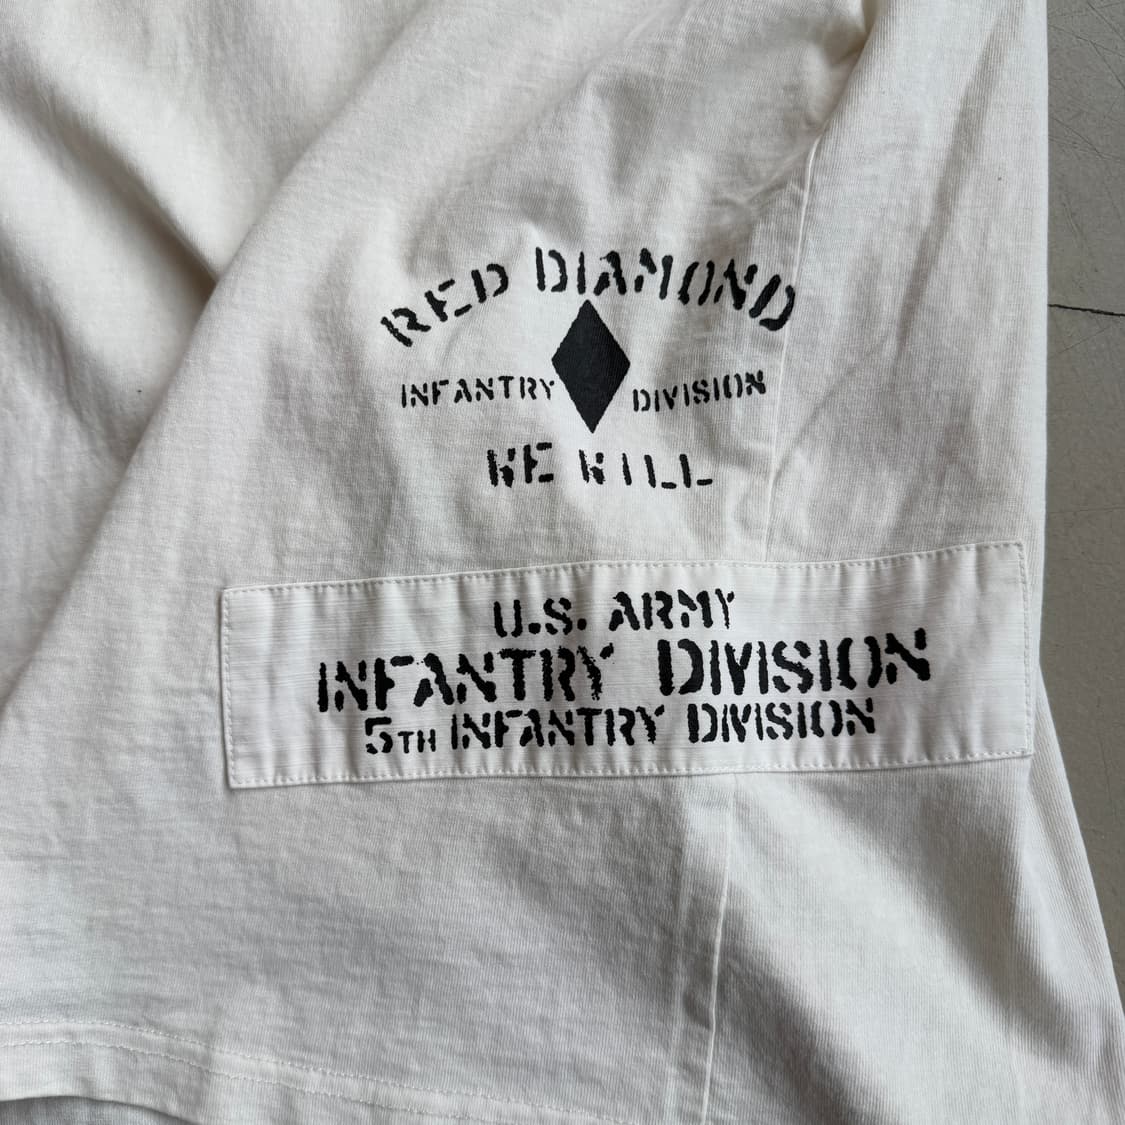 RED DIAMOND
INFANTRY DIVISION
WE WILL
U.S. ARMY
INFANTRY DIVISION
5TH INFANTRY DIVISION